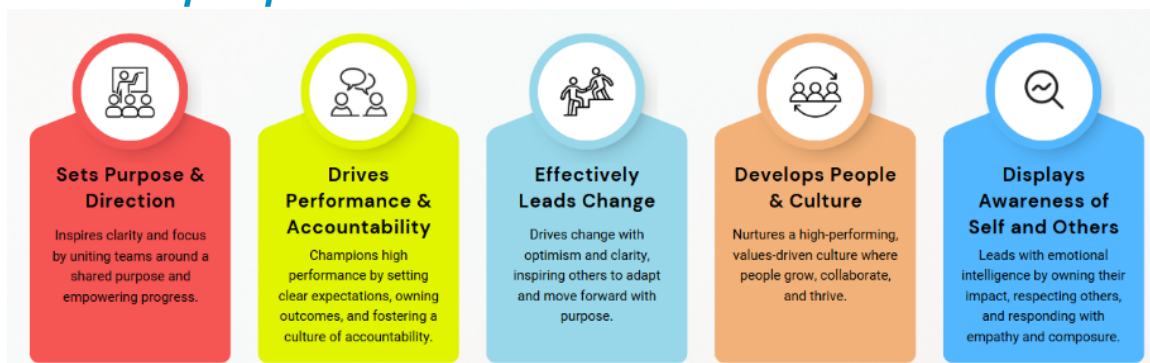 Sets Purpose &
Direction
Inspires clarity and focus
by uniting teams around a
shared purpose and
empowering progress.
Drives
Performance &
Accountability
Champions high
performance by setting
clear expectations, owning
outcomes, and fostering a
culture of accountability.
Effectively
Leads Change
Drives change with
optimism and clarity,
inspiring others to adapt
and move forward with
purpose.
Develops People
& Culture
Nurtures a high-performing,
values-driven culture where
people grow, collaborate,
and thrive.
Displays
Awareness of
Self and Others
Leads with emotional
intelligence by owning their
impact, respecting others,
and responding with
empathy and composure.